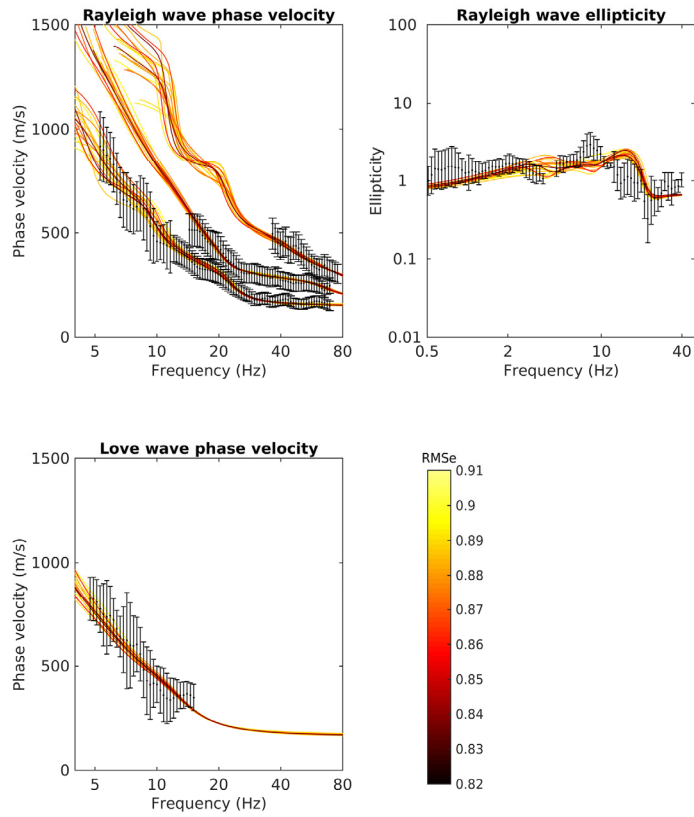 Rayleigh wave phase velocity
1500
1000
500
0
Phase velocity (m/s)
5 10 20 40 80
Frequency (Hz)
Rayleigh wave ellipticity
100
10
1
0.1
0.01
Ellipticity
0.5 2 10 40
Frequency (Hz)
Love wave phase velocity
1500
1000
500
0
Phase velocity (m/s)
5 10 20 40 80
Frequency (Hz)
RMSe
0.91
0.9
0.89
0.88
0.87
0.86
0.85
0.84
0.83
0.82